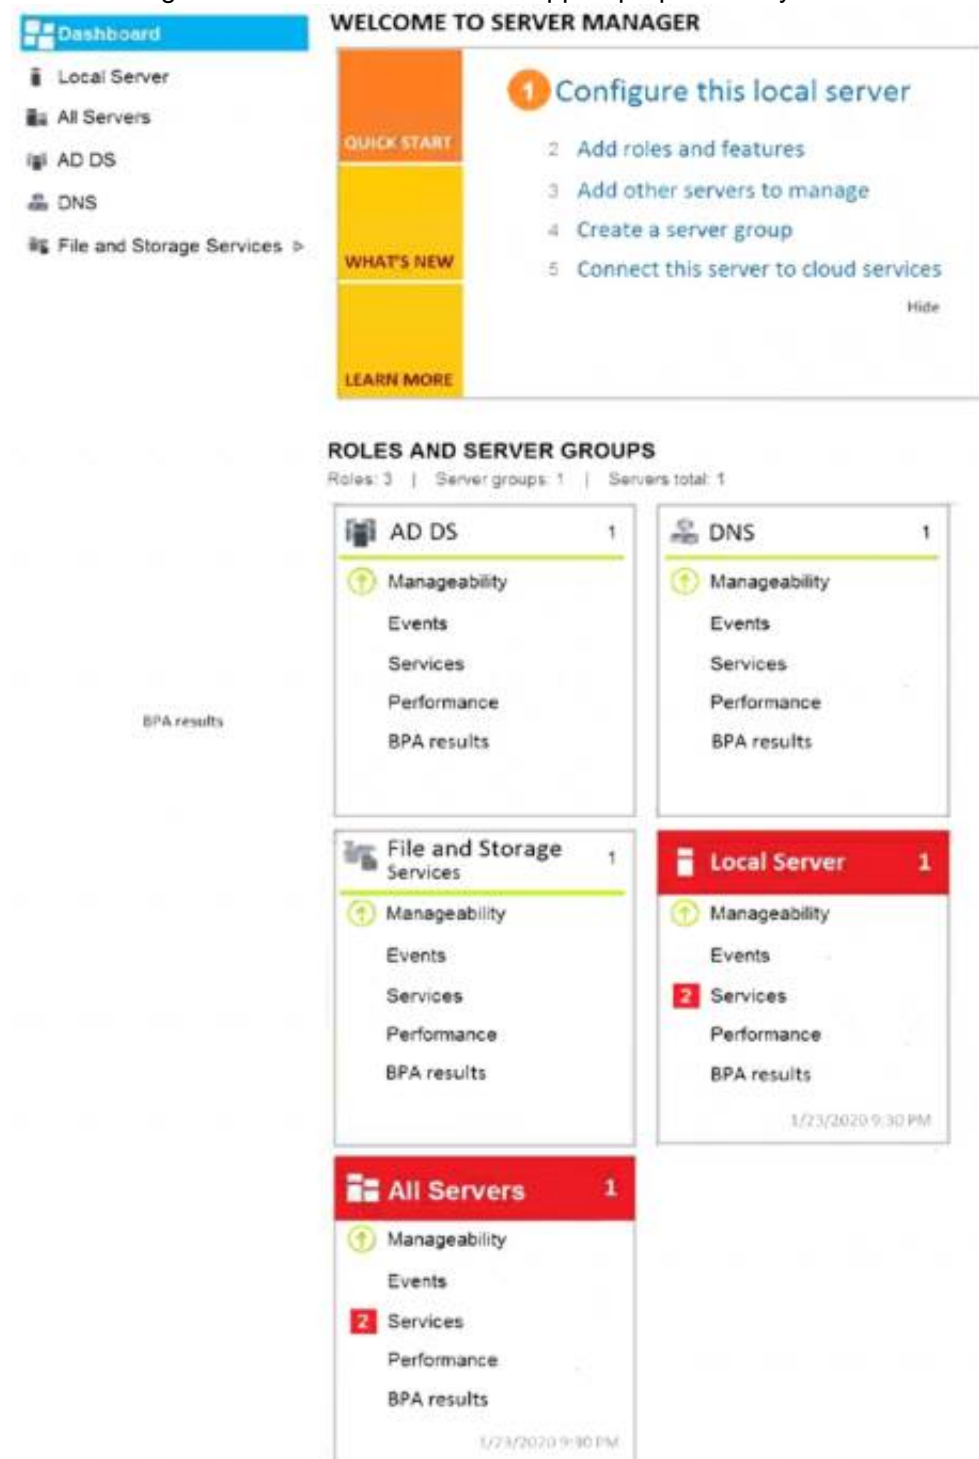 Dashboard
Local Server
All Servers
AD DS
DNS
File and Storage Services
WELCOME TO SERVER MANAGER
QUICK START
WHAT'S NEW
LEARN MORE
1 Configure this local server
2 Add roles and features
3 Add other servers to manage
4 Create a server group
5 Connect this server to cloud services
Hide
ROLES AND SERVER GROUPS
Roles: 3 | Server groups: 1 | Servers total: 1
AD DS 1
Manageability
Events
Services
Performance
BPA results
DNS 1
Manageability
Events
Services
Performance
BPA results
BPA results
File and Storage 1
Services
Manageability
Events
Services
Performance
BPA results
Local Server 1
Manageability
Events
2 Services
Performance
BPA results
1/23/2020 9:30 PM
All Servers 1
Manageability
Events
2 Services
Performance
BPA results
1/23/2020 9:30 PM